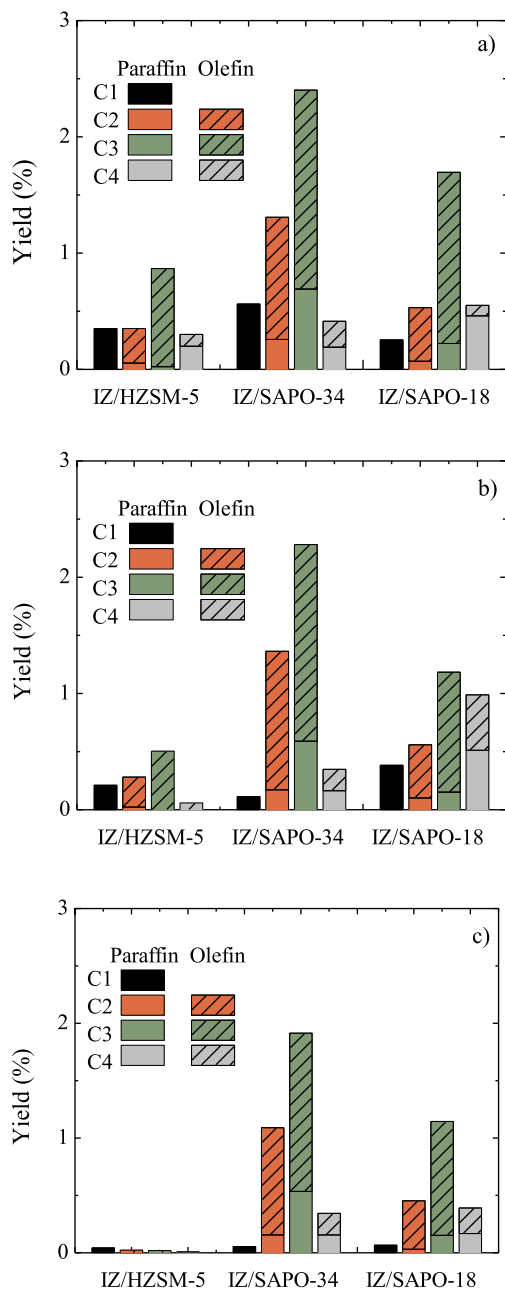 3
a)
Paraffin Olefin
C1
C2
C3
C4
2
Yield (%)
1
0
IZ/HZSM-5 IZ/SAPO-34 IZ/SAPO-18
3
b)
Paraffin Olefin
C1
C2
C3
C4
2
Yield (%)
1
0
IZ/HZSM-5 IZ/SAPO-34 IZ/SAPO-18
3
c)
Paraffin Olefin
C1
C2
C3
C4
2
Yield (%)
1
0
IZ/HZSM-5 IZ/SAPO-34 IZ/SAPO-18